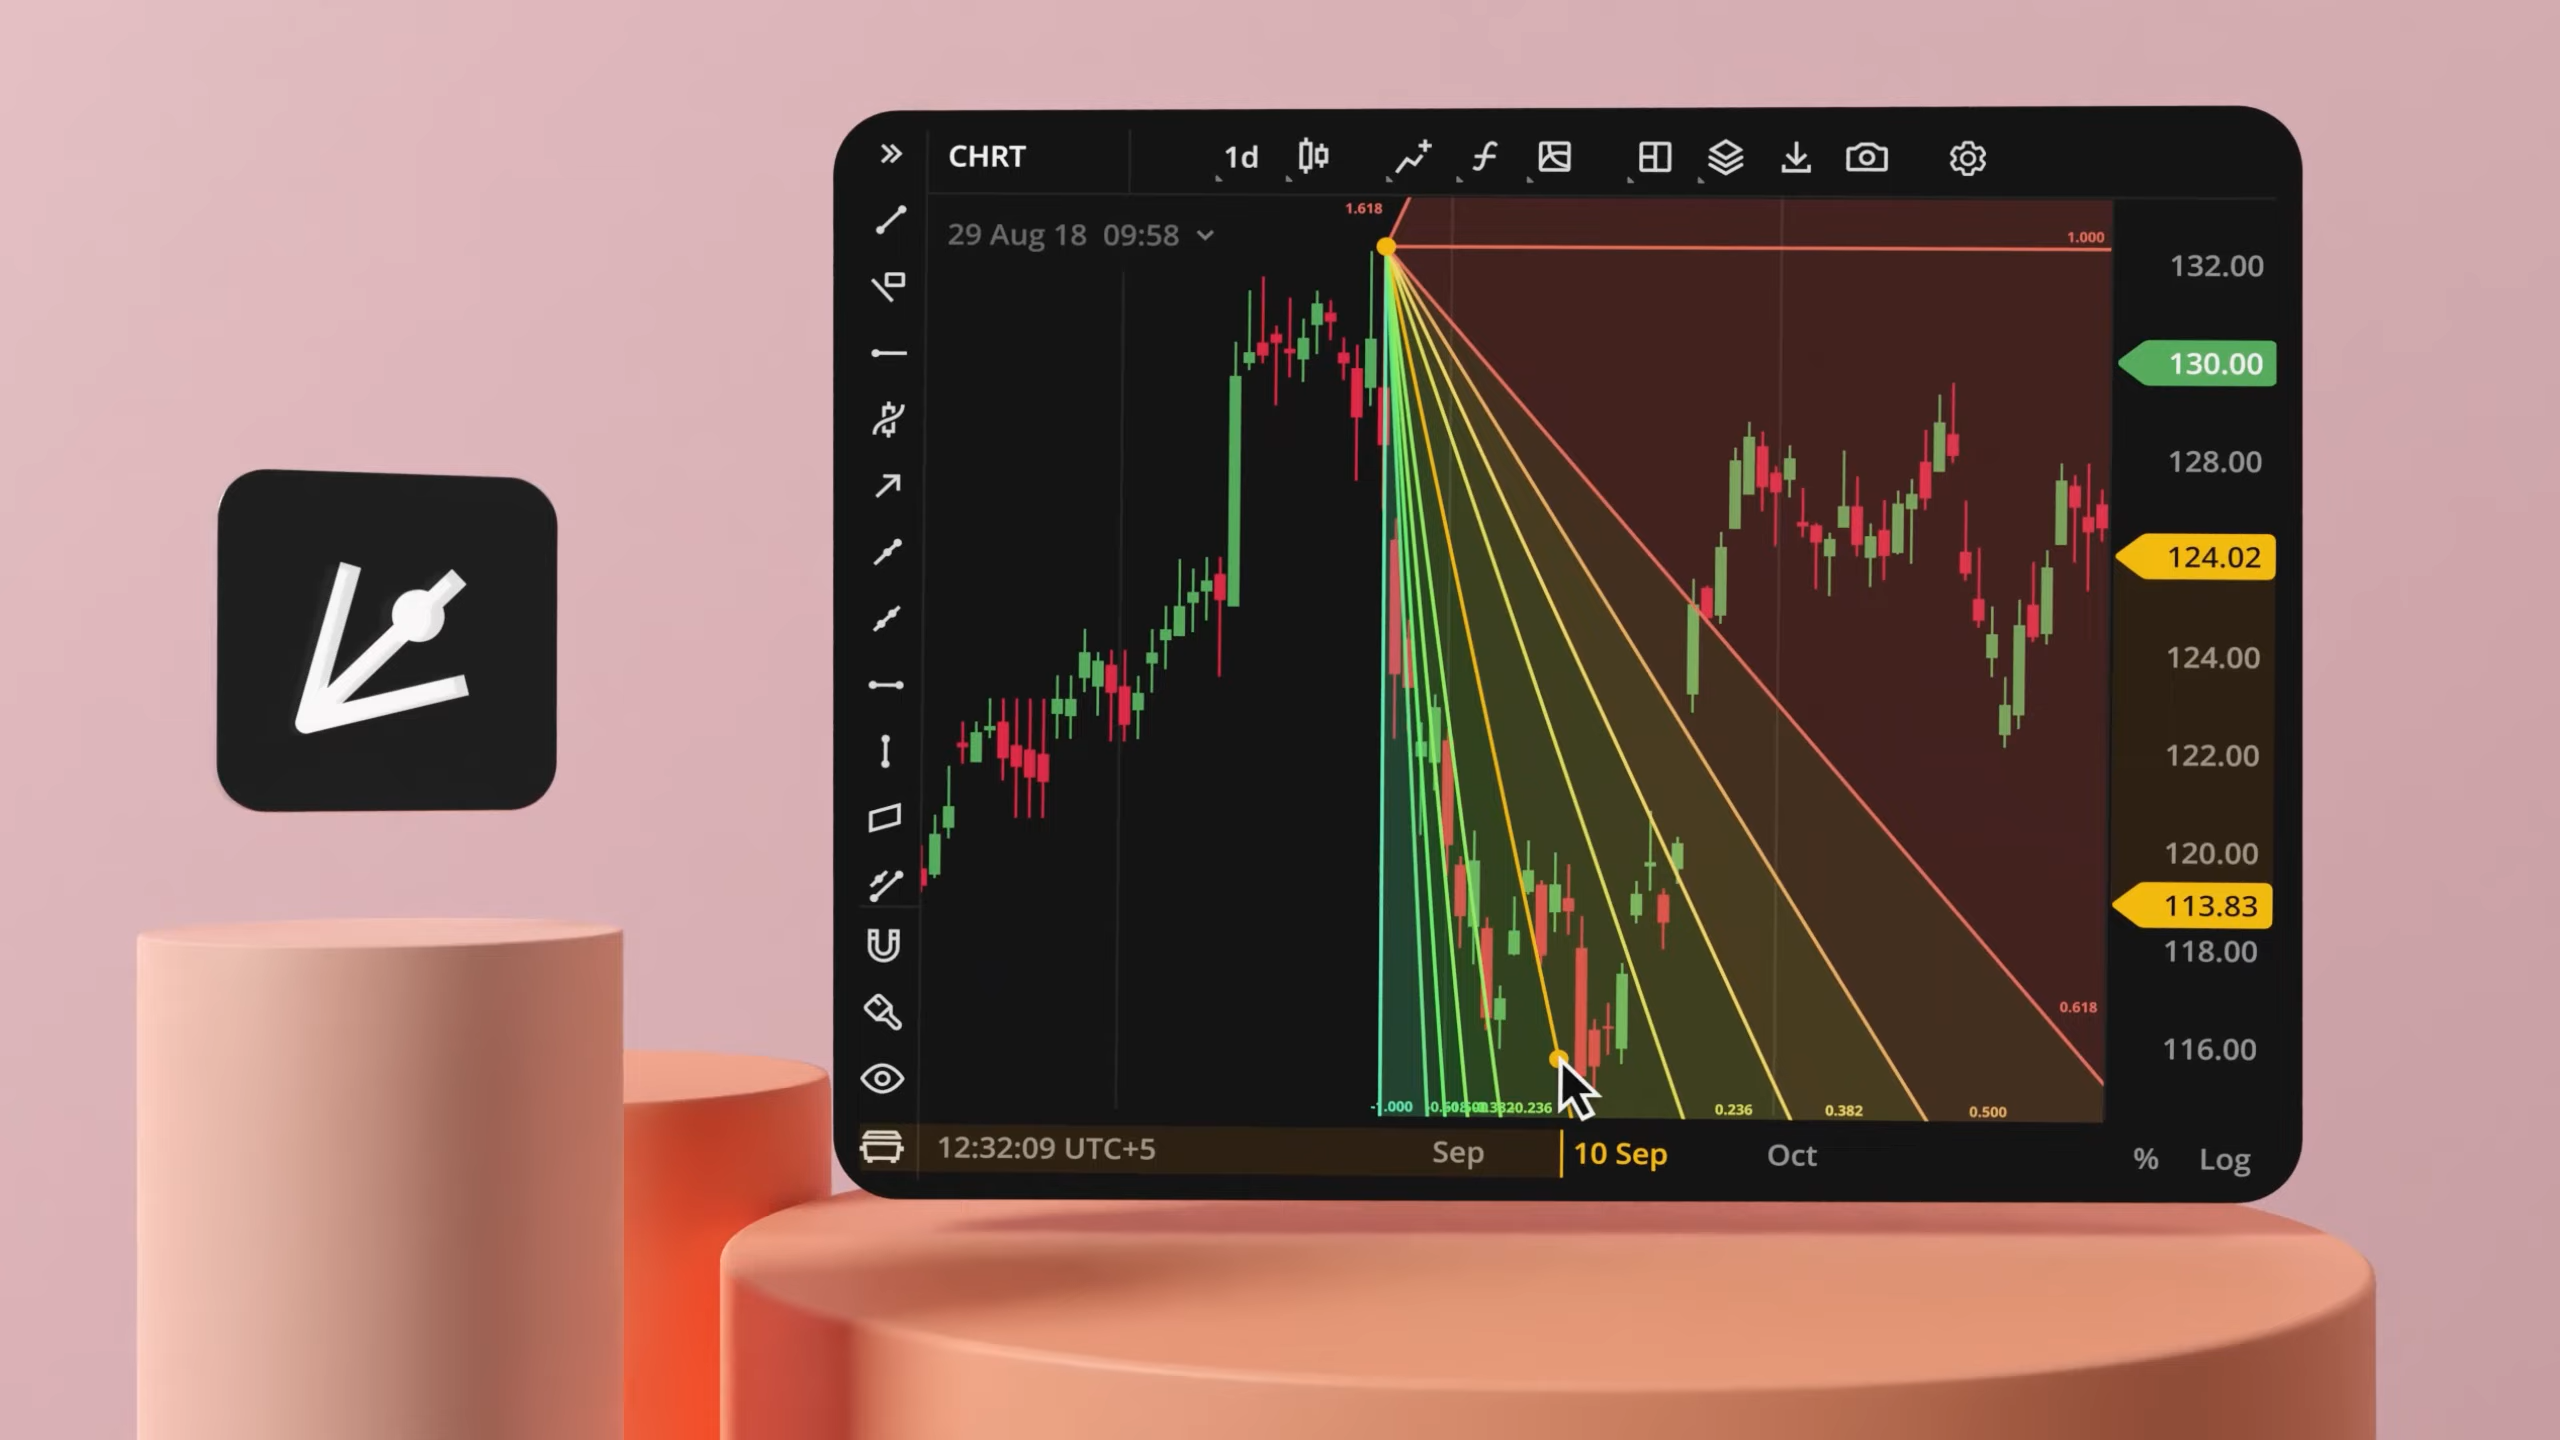 CHRT
1d
29 Aug 18 09:58
1.618
1.000
132.00
130.00
128.00
124.02
124.00
122.00
120.00
113.83
118.00
0.618
116.00
-1.000
-0.236
0.236
0.382
0.500
12:32:09 UTC+5
Sep
10 Sep
Oct
%
Log